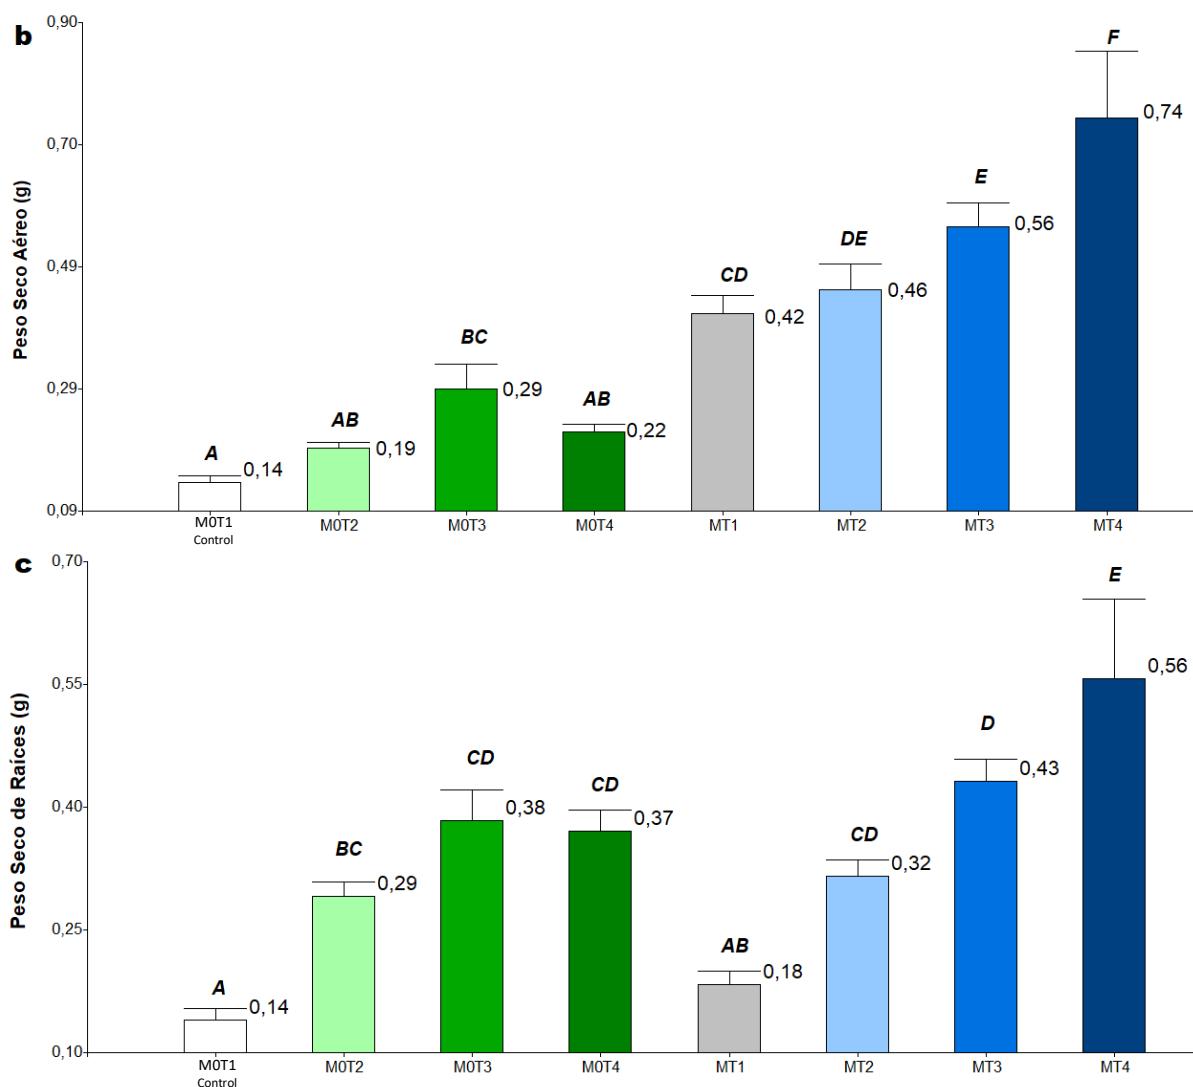 b
Peso Seco Aéreo (g)
0,90
0,70
0,49
0,29
0,09
A
0,14
AB
0,19
BC
0,29
AB
0,22
CD
0,42
DE
0,46
E
0,56
F
0,74
M0T1 M0T2 M0T3 M0T4 MT1 MT2 MT3 MT4
Control
c
Peso Seco de Raíces (g)
0,70
0,55
0,40
0,25
0,10
A
0,14
BC
0,29
CD
0,38
CD
0,37
AB
0,18
CD
0,32
D
0,43
E
0,56
M0T1 M0T2 M0T3 M0T4 MT1 MT2 MT3 MT4
Control